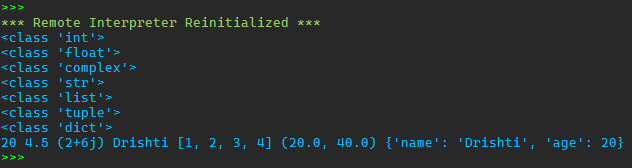 >>>
*** Remote Interpreter Reinitialized ***
<class 'int'>
<class 'float'>
<class 'complex'>
<class 'str'>
<class 'list'>
<class 'tuple'>
<class 'dict'>
20 4.5 (2+6j) Drishti [1, 2, 3, 4] (20.0, 40.0) {'name': 'Drishti', 'age': 20}
>>>